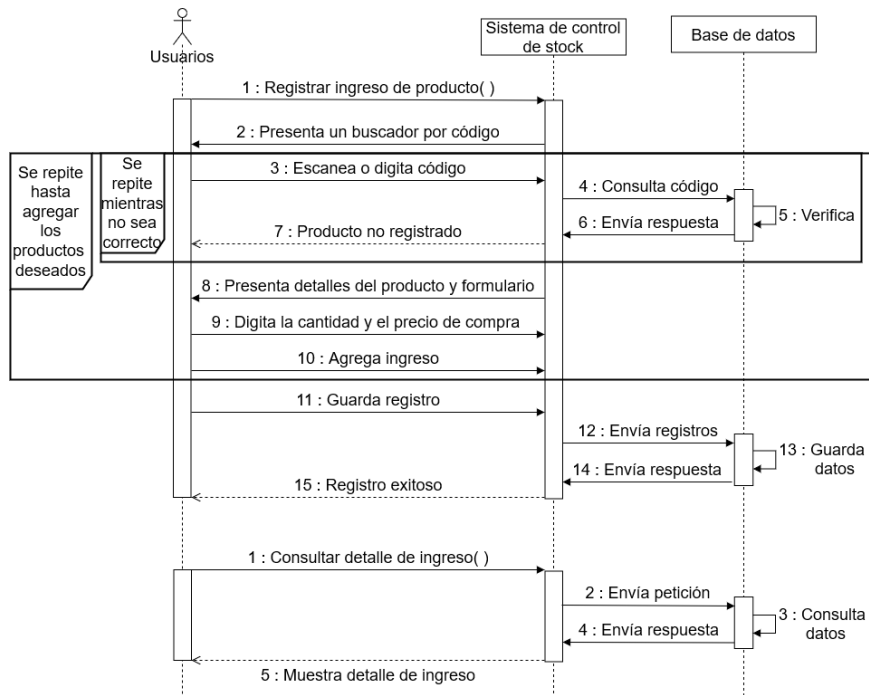 Usuarios
Sistema de control
de stock
Base de datos
1 : Registrar ingreso de producto( )
2 : Presenta un buscador por código
Se repite
hasta
agregar
los
productos
deseados
Se
repite
mientras
no sea
correcto
3 : Escanea o digita código
4 : Consulta código
5 : Verifica
6 : Envía respuesta
7 : Producto no registrado
8 : Presenta detalles del producto y formulario
9 : Digita la cantidad y el precio de compra
10 : Agrega ingreso
11 : Guarda registro
12 : Envía registros
13 : Guarda
datos
14 : Envía respuesta
15 : Registro exitoso
1 : Consultar detalle de ingreso( )
2 : Envía petición
3 : Consulta
datos
4 : Envía respuesta
5 : Muestra detalle de ingreso